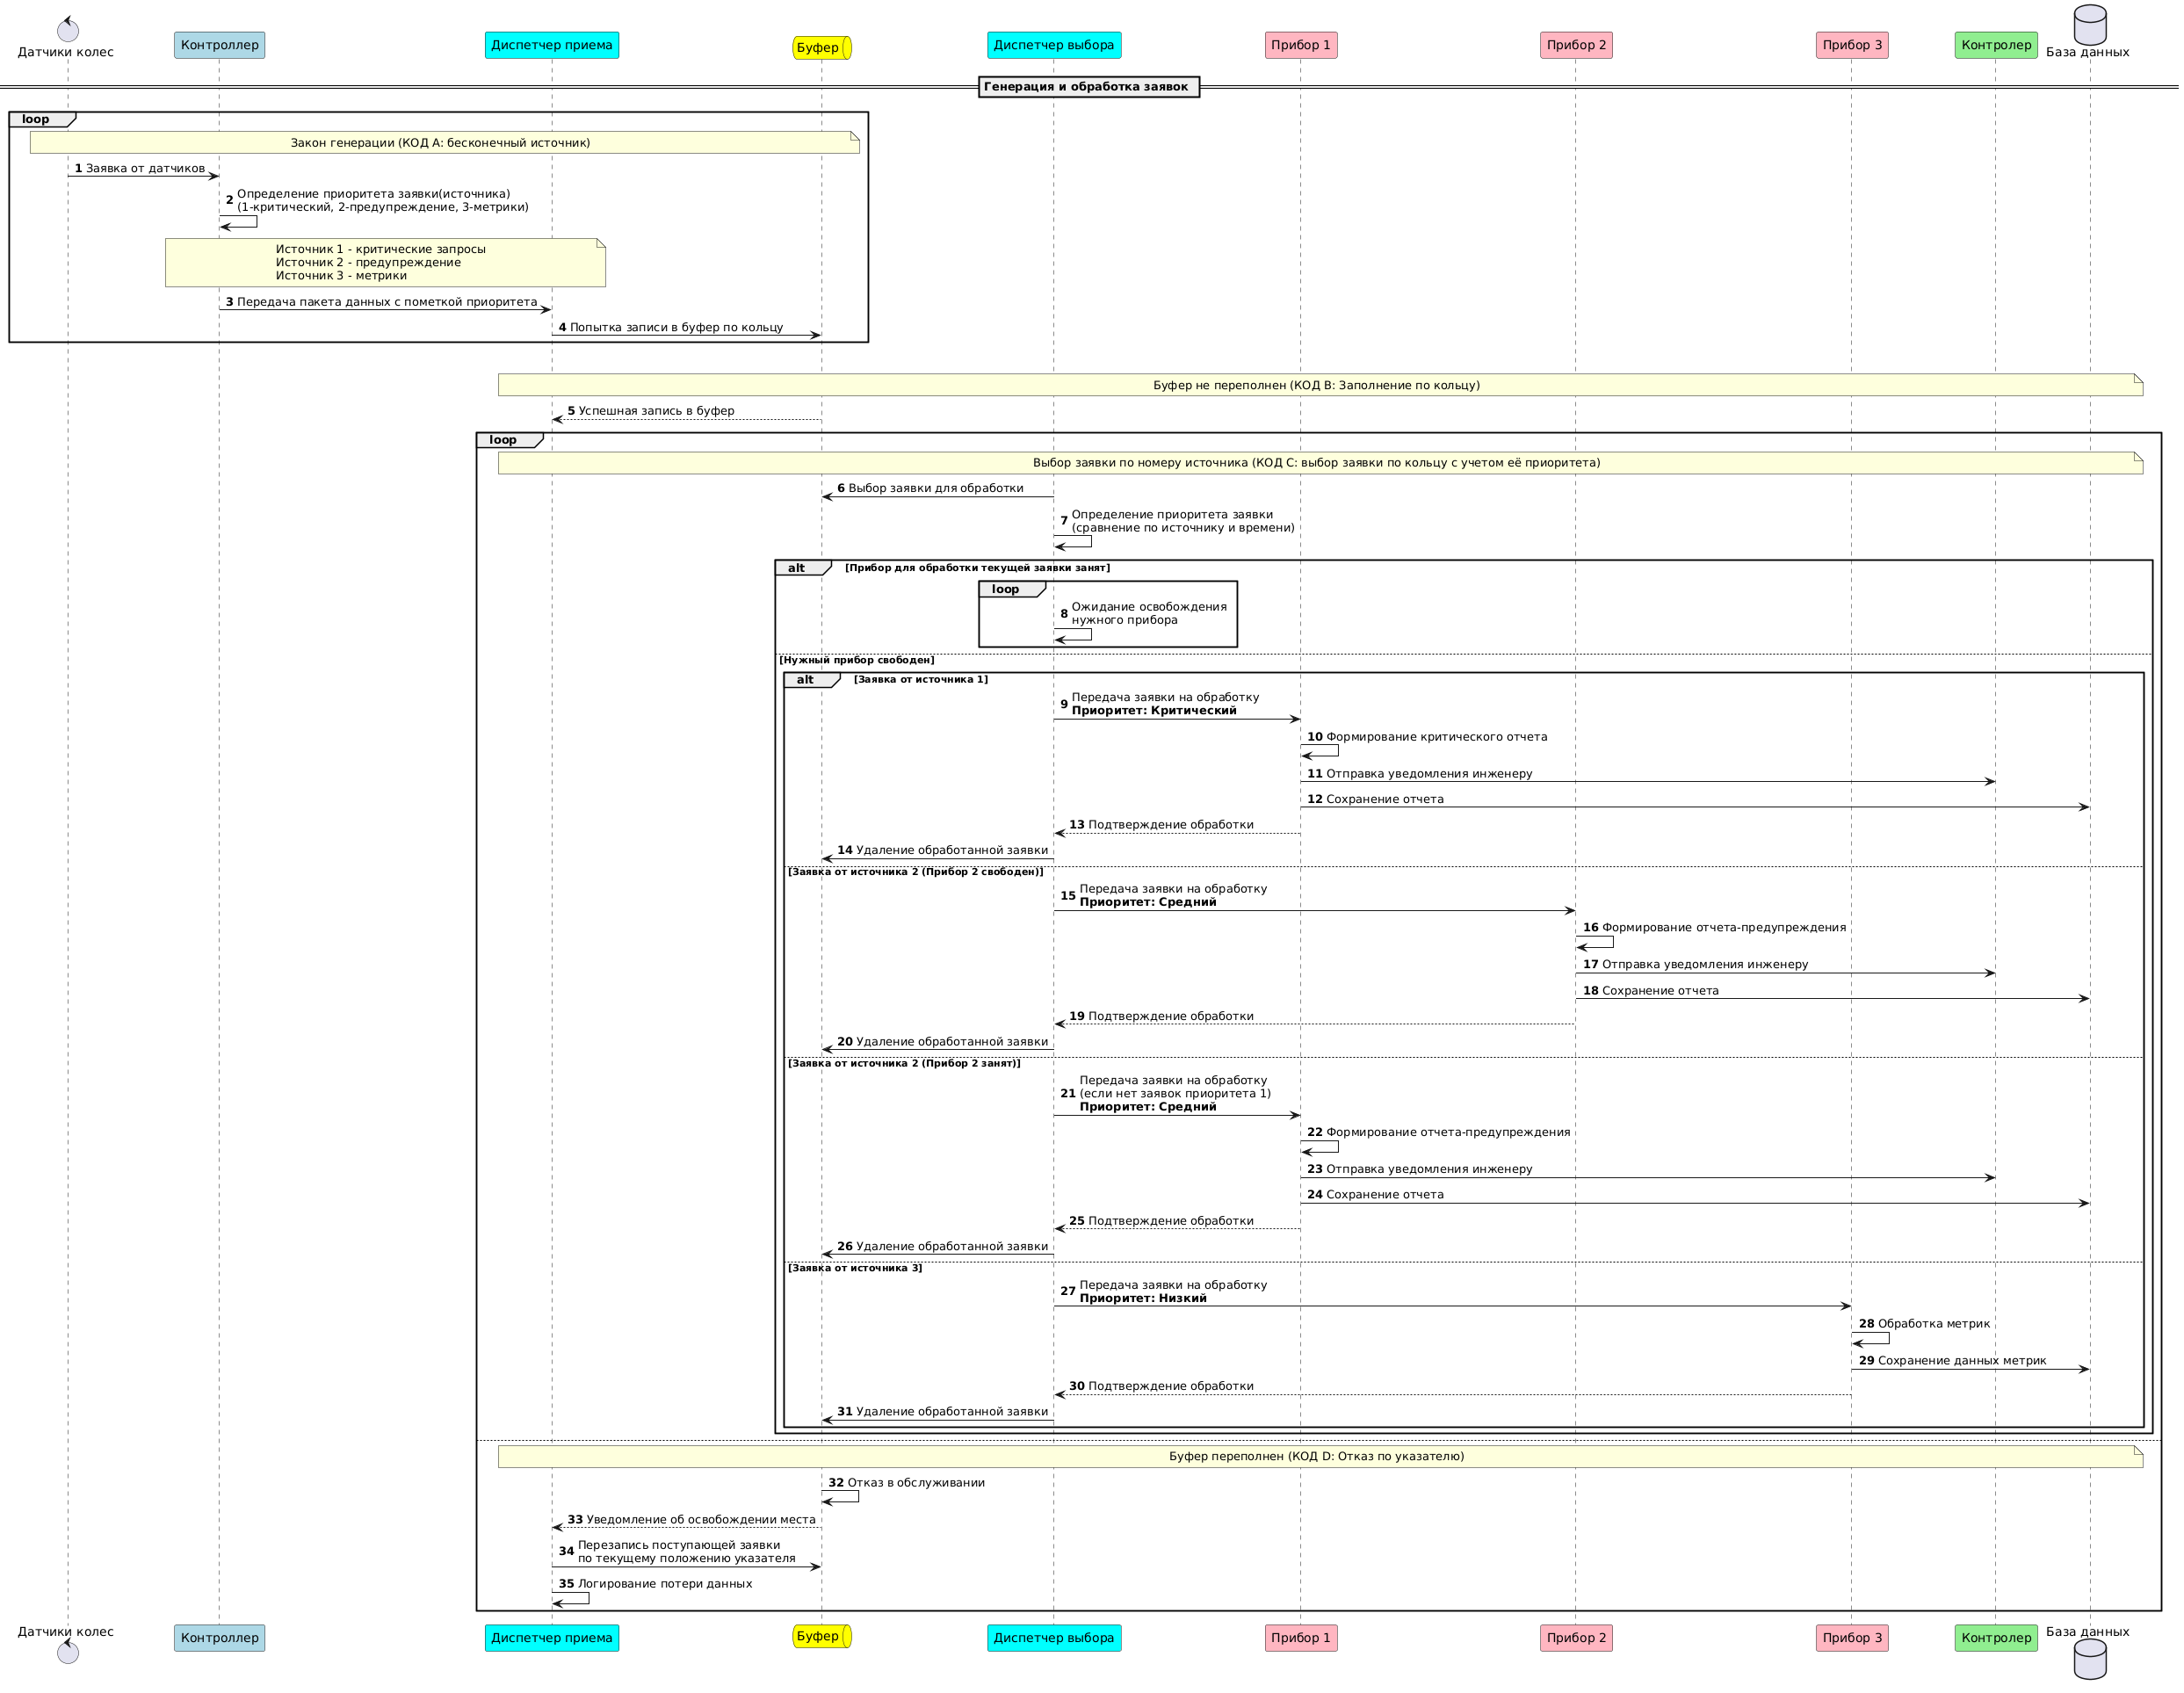 Датчики колес
Контроллер
Диспетчер приема
Буфер
Диспетчер выбора
Прибор 1
Прибор 2
Прибор 3
Контролер
База данных
Генерация и обработка заявок
loop
Закон генерации (КОД A: бесконечный источник)
1 Заявка от датчиков
2 Определение приоритета заявки(источника)
(1-критический, 2-предупреждение, 3-метрики)
Источник 1 - критические запросы
Источник 2 - предупреждение
Источник 3 - метрики
3 Передача пакета данных с пометкой приоритета
4 Попытка записи в буфер по кольцу
Буфер не переполнен (КОД B: Заполнение по кольцу)
5 Успешная запись в буфер
loop
Выбор заявки по номеру источника (КОД C: выбор заявки по кольцу с учетом её приоритета)
6 Выбор заявки для обработки
7 Определение приоритета заявки
(сравнение по источнику и времени)
alt [Прибор для обработки текущей заявки занят]
loop
8 Ожидание освобождения
нужного прибора
[Нужный прибор свободен]
alt [Заявка от источника 1]
9 Передача заявки на обработку
Приоритет: Критический
10 Формирование критического отчета
11 Отправка уведомления инженеру
12 Сохранение отчета
13 Подтверждение обработки
14 Удаление обработанной заявки
[Заявка от источника 2 (Прибор 2 свободен)]
15 Передача заявки на обработку
Приоритет: Средний
16 Формирование отчета-предупреждения
17 Отправка уведомления инженеру
18 Сохранение отчета
19 Подтверждение обработки
20 Удаление обработанной заявки
[Заявка от источника 2 (Прибор 2 занят)]
21 Передача заявки на обработку
(если нет заявок приоритета 1)
Приоритет: Средний
22 Формирование отчета-предупреждения
23 Отправка уведомления инженеру
24 Сохранение отчета
25 Подтверждение обработки
26 Удаление обработанной заявки
[Заявка от источника 3]
27 Передача заявки на обработку
Приоритет: Низкий
28 Обработка метрик
29 Сохранение данных метрик
30 Подтверждение обработки
31 Удаление обработанной заявки
Буфер переполнен (КОД D: Отказ по указателю)
32 Отказ в обслуживании
33 Уведомление об освобождении места
34 Перезапись поступающей заявки
по текущему положению указателя
35 Логирование потери данных
Датчики колес
Контроллер
Диспетчер приема
Буфер
Диспетчер выбора
Прибор 1
Прибор 2
Прибор 3
Контролер
База данных